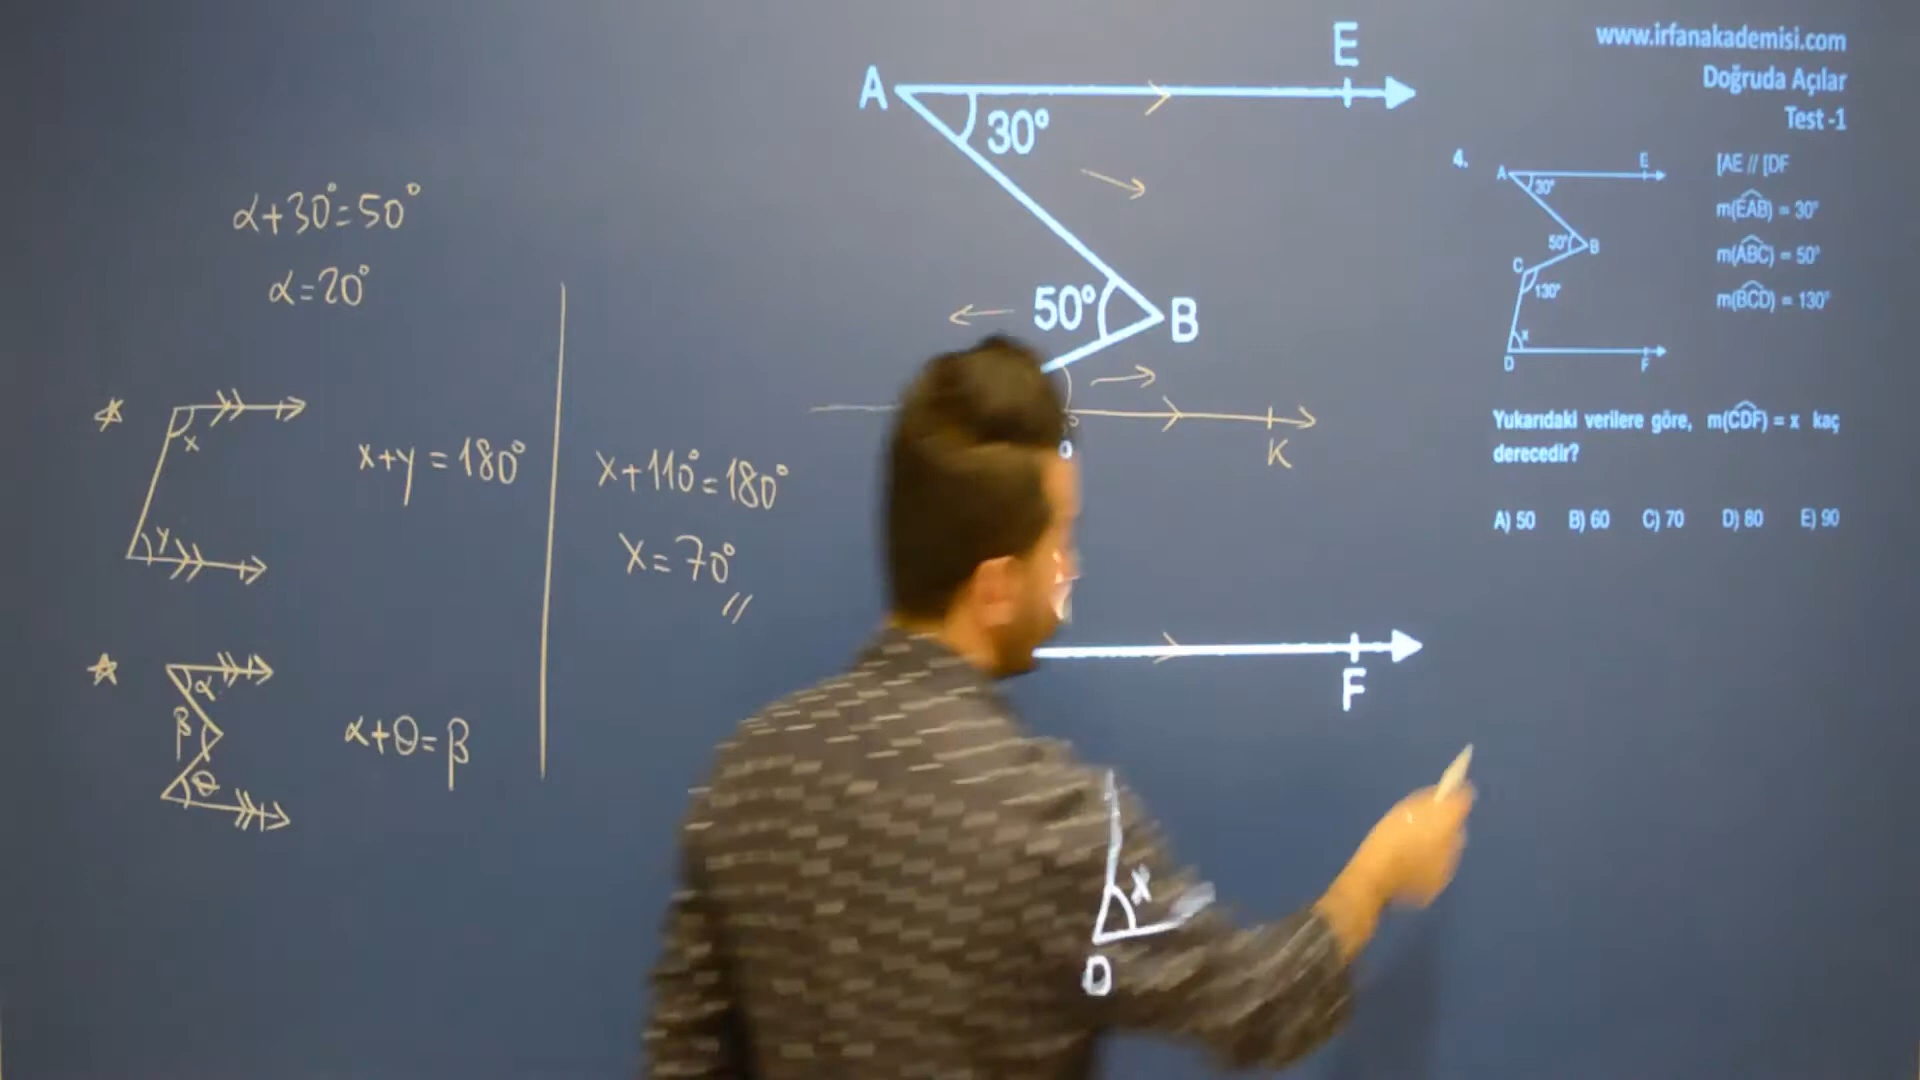 α+30°=50°
α=20°
x
y
x+y=180°
α
β
θ
α+θ=β
x+110°=180°
x=70°
A
E
30°
50°
B
K
F
x
D
www.irfanakademisi.com
Doğruda Açılar
Test -1
4.
A
E
30°
50°
B
C
130°
x
D
F
[AE // [DF
m(EAB) = 30°
m(ABC) = 50°
m(BCD) = 130°
Yukarıdaki verilere göre, m(CDF) = x kaç
derecedir?
A) 50 B) 60 C) 70 D) 80 E) 90